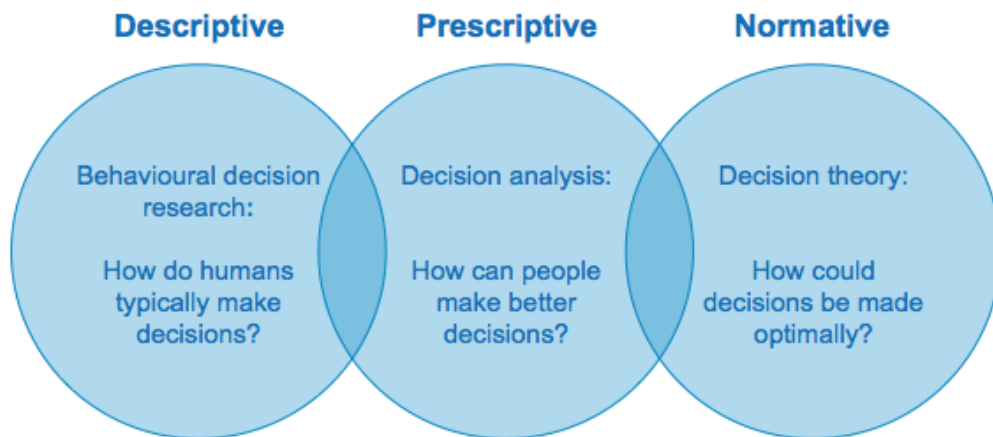 Descriptive
Prescriptive
Normative
Behavioural decision
research:
How do humans
typically make
decisions?
Decision analysis:
How can people
make better
decisions?
Decision theory:
How could
decisions be made
optimally?